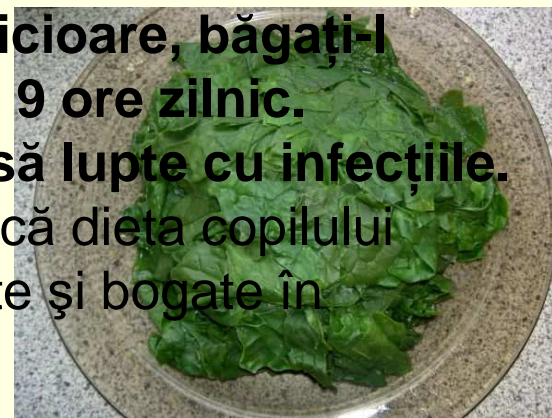 icioare, băgați-l
9 ore zilnic.
să lupte cu infecțiile.
că dieta copilului
te şi bogate în